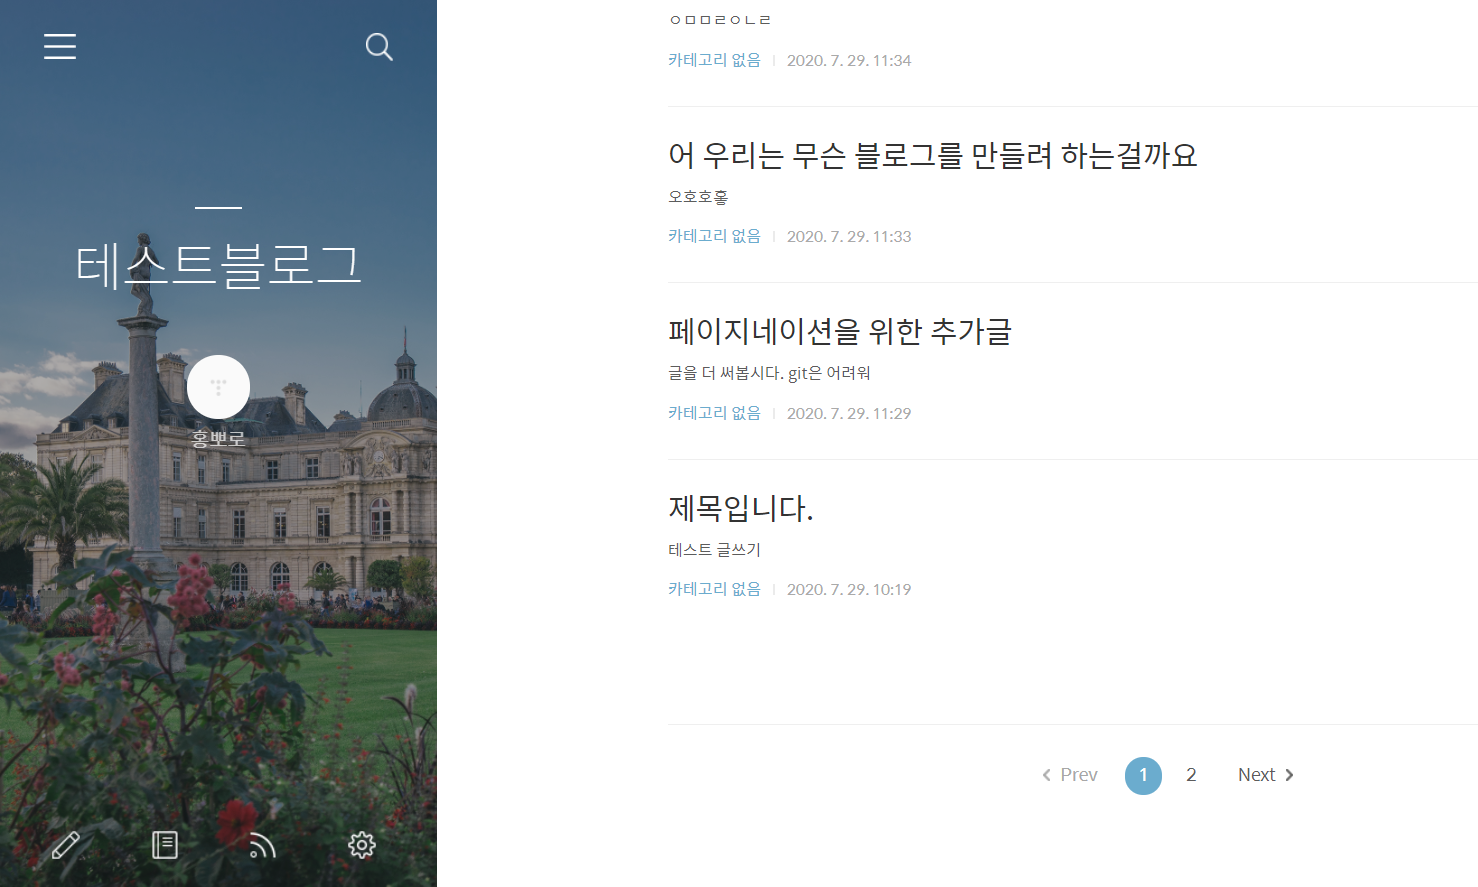 테스트블로그
홍뽀로
ㅇㅁㅁㄹㅇㄴㄹ
카테고리 없음 | 2020. 7. 29. 11:34
어 우리는 무슨 블로그를 만들려 하는걸까요
오호호홓
카테고리 없음 | 2020. 7. 29. 11:33
페이지네이션을 위한 추가글
글을 더 써봅시다. git은 어려워
카테고리 없음 | 2020. 7. 29. 11:29
제목입니다.
테스트 글쓰기
카테고리 없음 | 2020. 7. 29. 10:19
Prev 1 2 Next